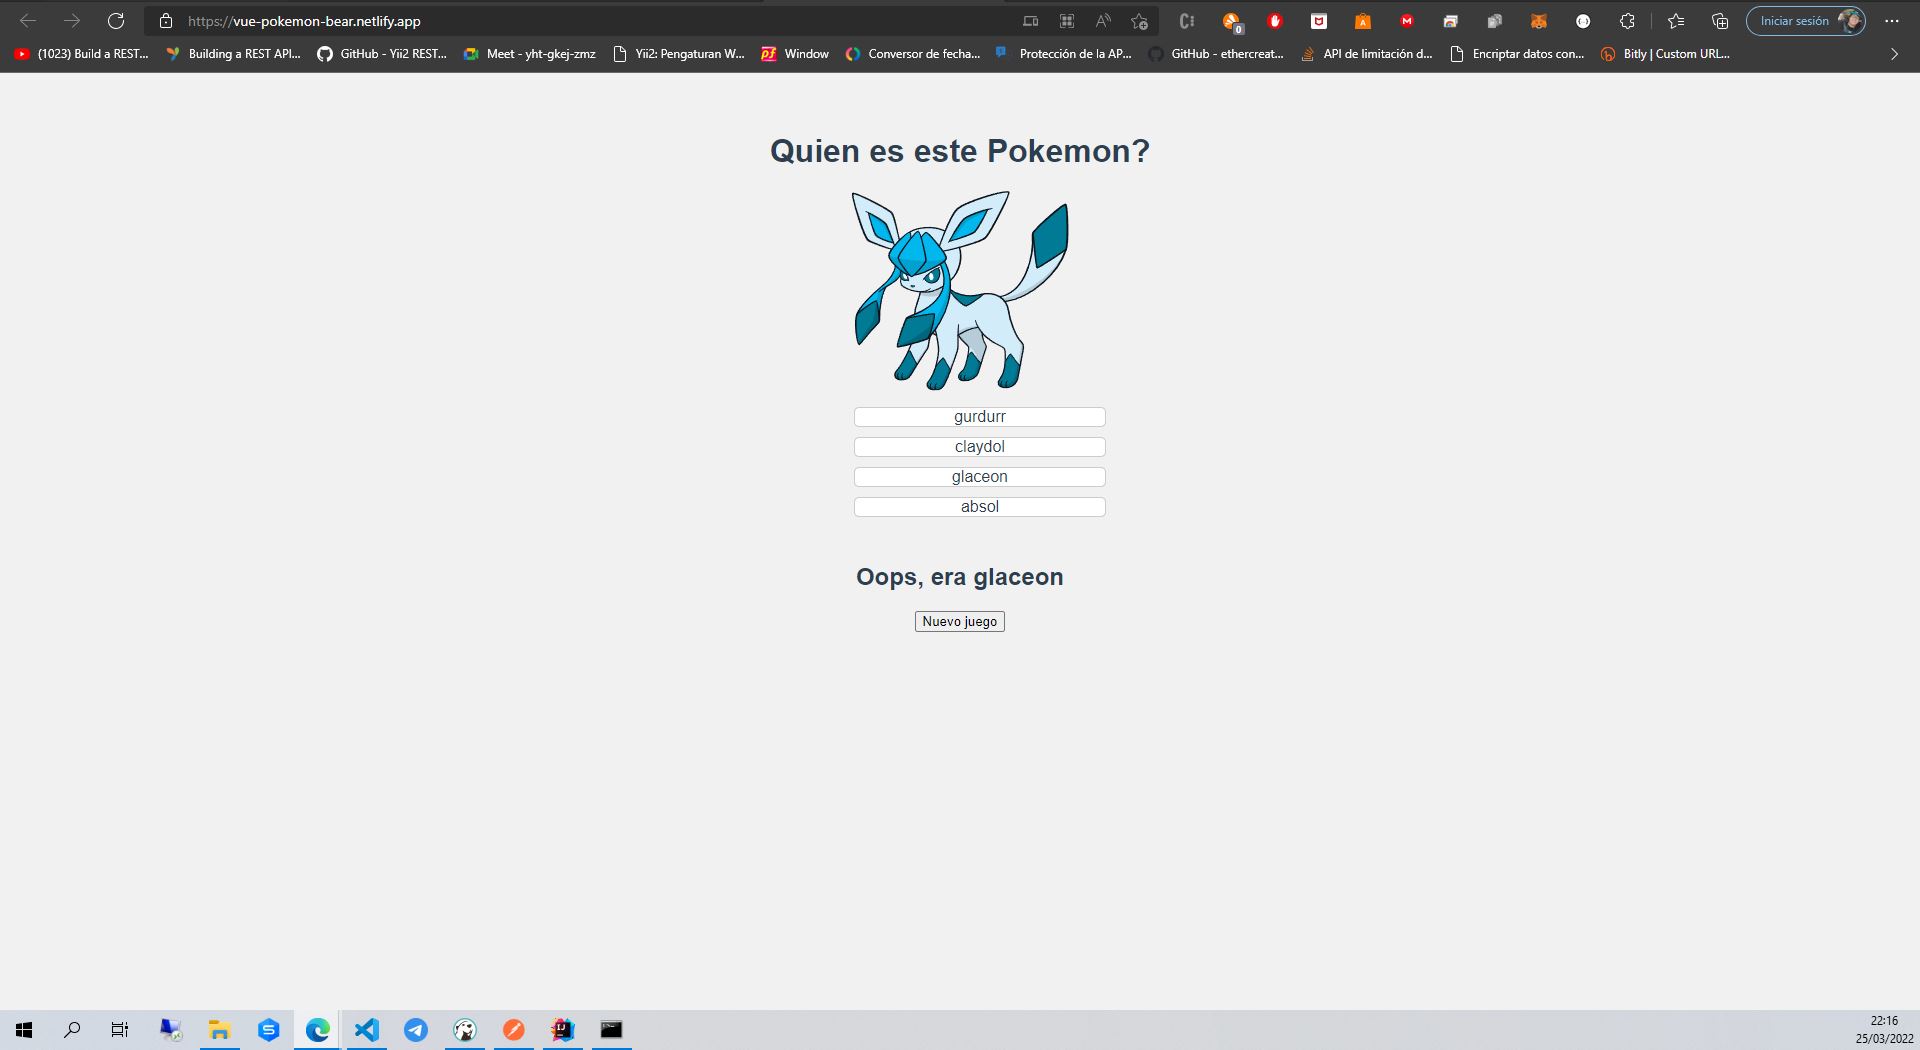 https://vue-pokemon-bear.netlify.app
0
Iniciar sesión
(1023) Build a REST...
Building a REST API...
GitHub - Yii2 REST...
Meet - yht-gkej-zmz
Yii2: Pengaturan W...
Window
Conversor de fecha...
Protección de la AP...
GitHub - ethercreat...
API de limitación d...
Encriptar datos con...
Bitly | Custom URL...
Quien es este Pokemon?
gurdurr
claydol
glaceon
absol
Oops, era glaceon
Nuevo juego
22:16
25/03/2022